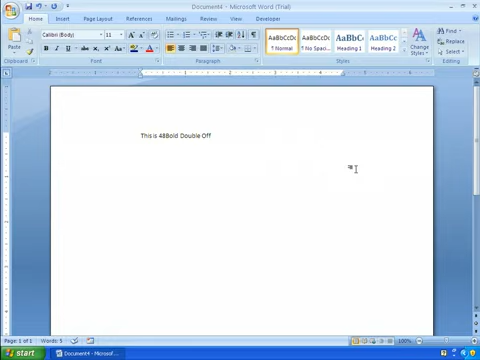 Document4 - Microsoft Word (Trial)
Home Insert Page Layout References Mailings Review View Developer
Paste
Calibri (Body) 11
AaBbCcDc AaBbCcDc AaBbC AaBbCc
¶ Normal ¶ No Spaci... Heading 1 Heading 2
Change Styles
Find
Replace
Select
Clipboard Font Paragraph Styles Editing
This is 48Bold Double Off
Page: 1 of 1 Words: 5 100%
start Document4 - Microsof...